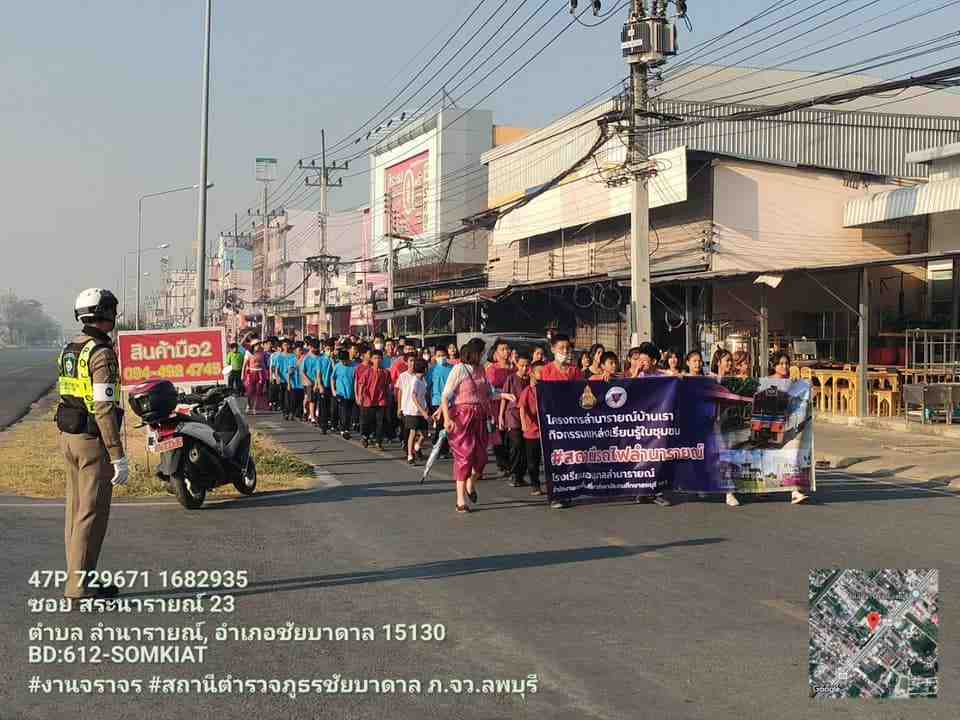 สินค้ามือ2
094-498 4745
โครงการลำนารายณ์บ้านเรา
กิจกรรมแหล่งเรียนรู้ในชุมชน
#สถานีรถไฟลำนารายณ์
โรงเรียนอนุบาลลำนารายณ์
47P 729671 1682935
ซอย สระนารายณ์ 23
ตำบล ลำนารายณ์, อำเภอชัยบาดาล 15130
BD:612-SOMKIAT
#งานจราจร #สถานีตำรวจภูธรชัยบาดาล ภ.จว.ลพบุรี
Google